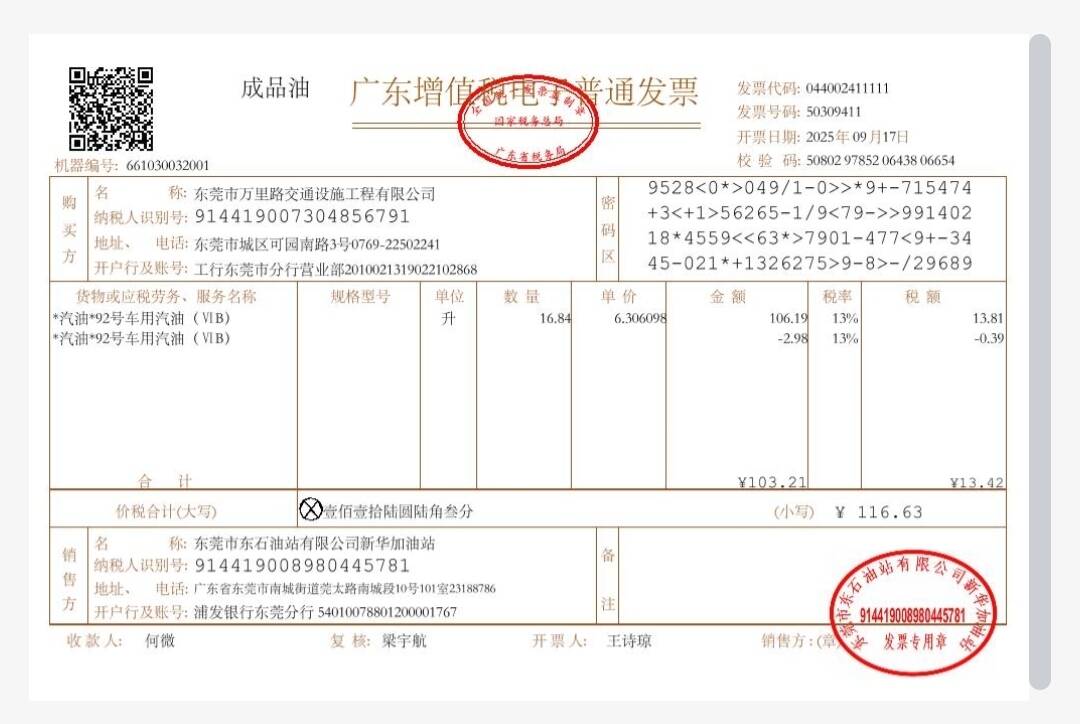 成品油
广东增值税电子普通发票
全国统一发票监制章
国家税务总局
广东省税务局
发票代码: 044002411111
发票号码: 50309411
开票日期: 2025年09月17日
校 验 码: 50802 97852 06438 06654
机器编号: 661030032001
购买方
名 称: 东莞市万里路交通设施工程有限公司
纳税人识别号: 914419007304856791
地址、 电话: 东莞市城区可园南路3号0769-22502241
开户行及账号: 工行东莞市分行营业部2010021319022102868
密码区
9528<0*>049/1-0>>*9+-715474
+3<+1>56265-1/9<79->>991402
18*4559<<63*>7901-477<9+-34
45-021*+1326275>9-8>-/29689
货物或应税劳务、服务名称 规格型号 单位 数 量 单 价 金 额 税率 税 额
*汽油*92号车用汽油（ⅥB） 升 16.84 6.306098 106.19 13% 13.81
*汽油*92号车用汽油（ⅥB） -2.98 13% -0.39
合 计 ¥103.21 ¥13.42
价税合计(大写) ⓧ壹佰壹拾陆圆陆角叁分 (小写) ¥ 116.63
销售方
名 称: 东莞市东石油站有限公司新华加油站
纳税人识别号: 914419008980445781
地址、 电话: 广东省东莞市南城街道莞太路南城段10号101室23188786
开户行及账号: 浦发银行东莞分行 54010078801200001767
备注
收款人: 何微 复 核: 梁宇航 开票人: 王诗琼 销售方:(章)
东莞市东石油站有限公司新华加油站
914419008980445781
发票专用章